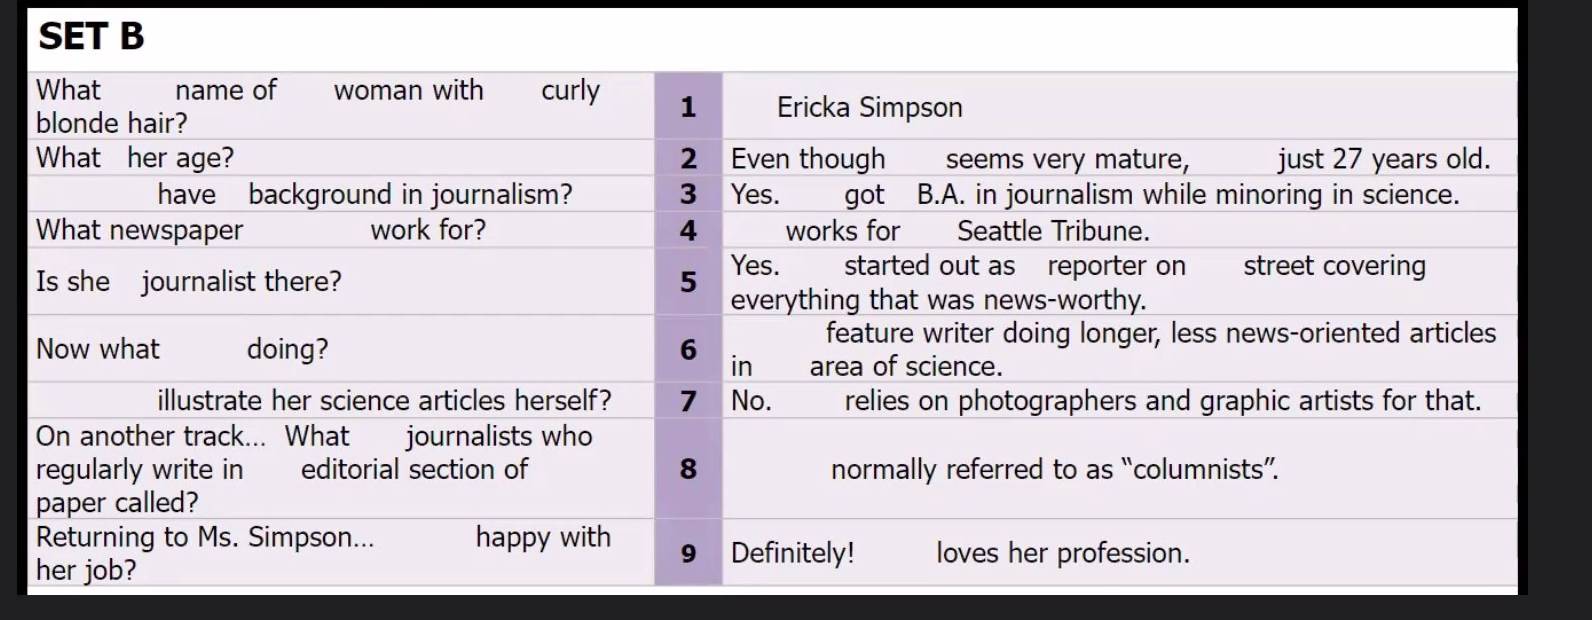 SET B
What name of woman with curly
blonde hair?
1
Ericka Simpson
What her age?
2
Even though seems very mature, just 27 years old.
have background in journalism?
3
Yes. got B.A. in journalism while minoring in science.
What newspaper work for?
4
works for Seattle Tribune.
Is she journalist there?
5
Yes. started out as reporter on street covering
everything that was news-worthy.
Now what doing?
6
feature writer doing longer, less news-oriented articles
in area of science.
illustrate her science articles herself?
7
No. relies on photographers and graphic artists for that.
On another track... What journalists who
regularly write in editorial section of
paper called?
8
normally referred to as “columnists”.
Returning to Ms. Simpson... happy with
her job?
9
Definitely! loves her profession.